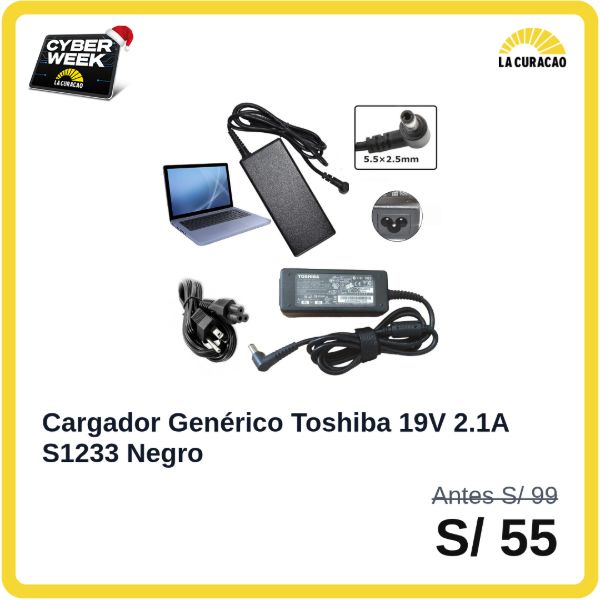 CYBER
WEEK
LA CURACAO
LA CURACAO
5.5×2.5mm
TOSHIBA
Cargador Genérico Toshiba 19V 2.1A
S1233 Negro
Antes S/ 99
S/ 55